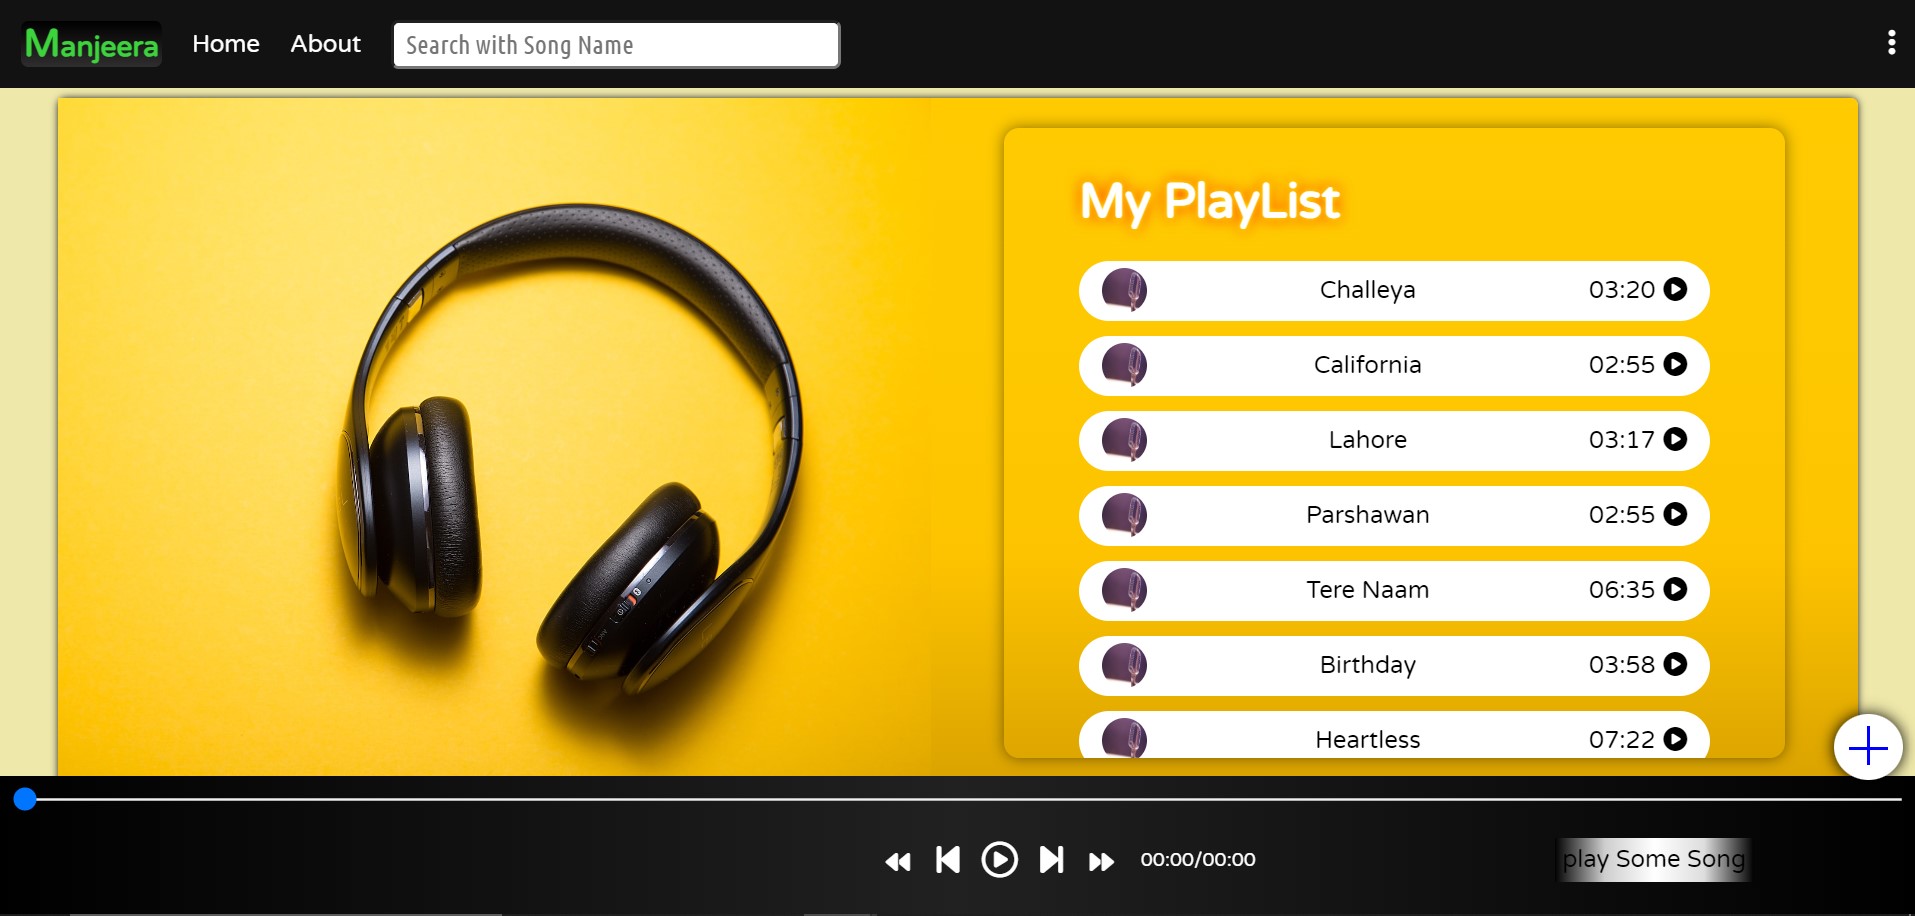 Manjeera Home About Search with Song Name
My PlayList
Challeya 03:20
California 02:55
Lahore 03:17
Parshawan 02:55
Tere Naam 06:35
Birthday 03:58
Heartless 07:22
00:00/00:00 play Some Song